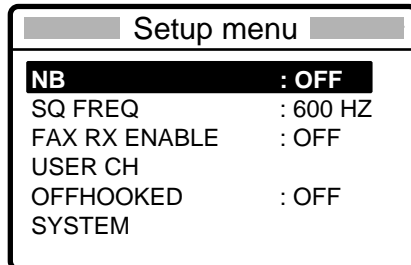 Setup menu
NB : OFF
SQ FREQ : 600 HZ
FAX RX ENABLE : OFF
USER CH
OFFHOOKED : OFF
SYSTEM